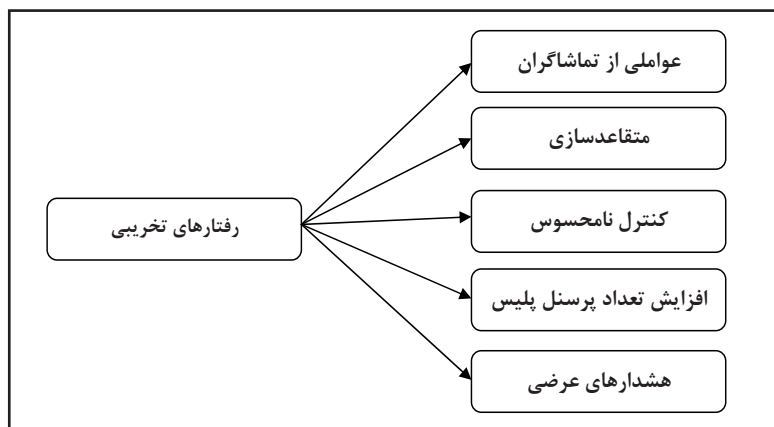 عواملی از تماشاگران
متقاعدسازی
رفتارهای تخریبی
کنترل نامحسوس
افزایش تعداد پرسنل پلیس
هشدارهای عرضی